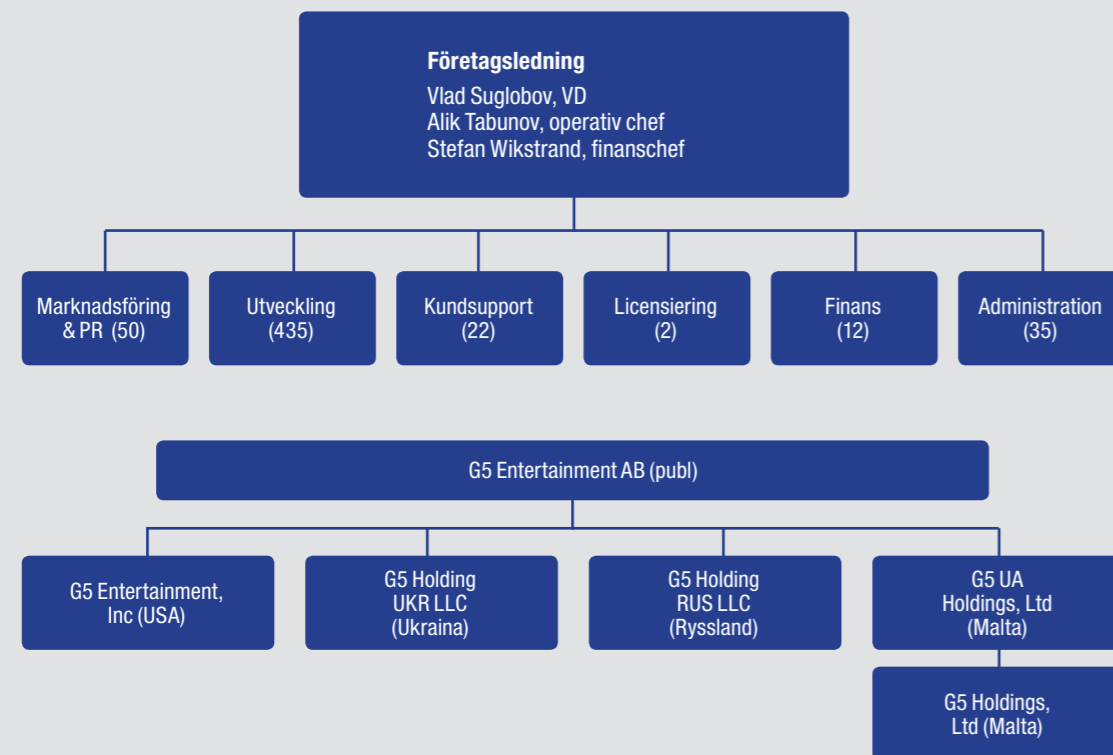 Företagsledning
Vlad Suglobov, VD
Alik Tabunov, operativ chef
Stefan Wikstrand, finanschef
Marknadsföring
& PR (50)
Utveckling
(435)
Kundsupport
(22)
Licensiering
(2)
Finans
(12)
Administration
(35)
G5 Entertainment AB (publ)
G5 Entertainment,
Inc (USA)
G5 Holding
UKR LLC
(Ukraina)
G5 Holding
RUS LLC
(Ryssland)
G5 UA
Holdings, Ltd
(Malta)
G5 Holdings,
Ltd (Malta)